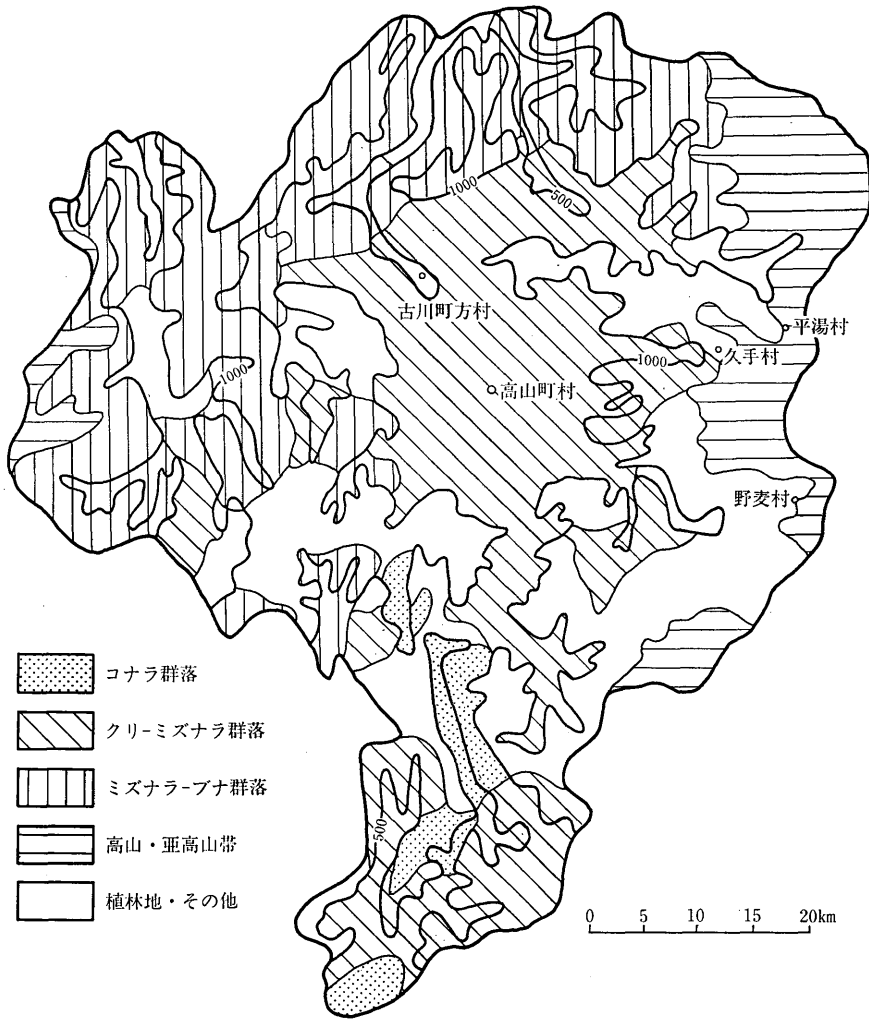 1000
500
古川町方村
平湯村
1000
久手村
1000
高山町村
野麦村
コナラ群落
クリ-ミズナラ群落
ミズナラ-ブナ群落
高山・亜高山帯
植林地・その他
500
0 5 10 15 20km